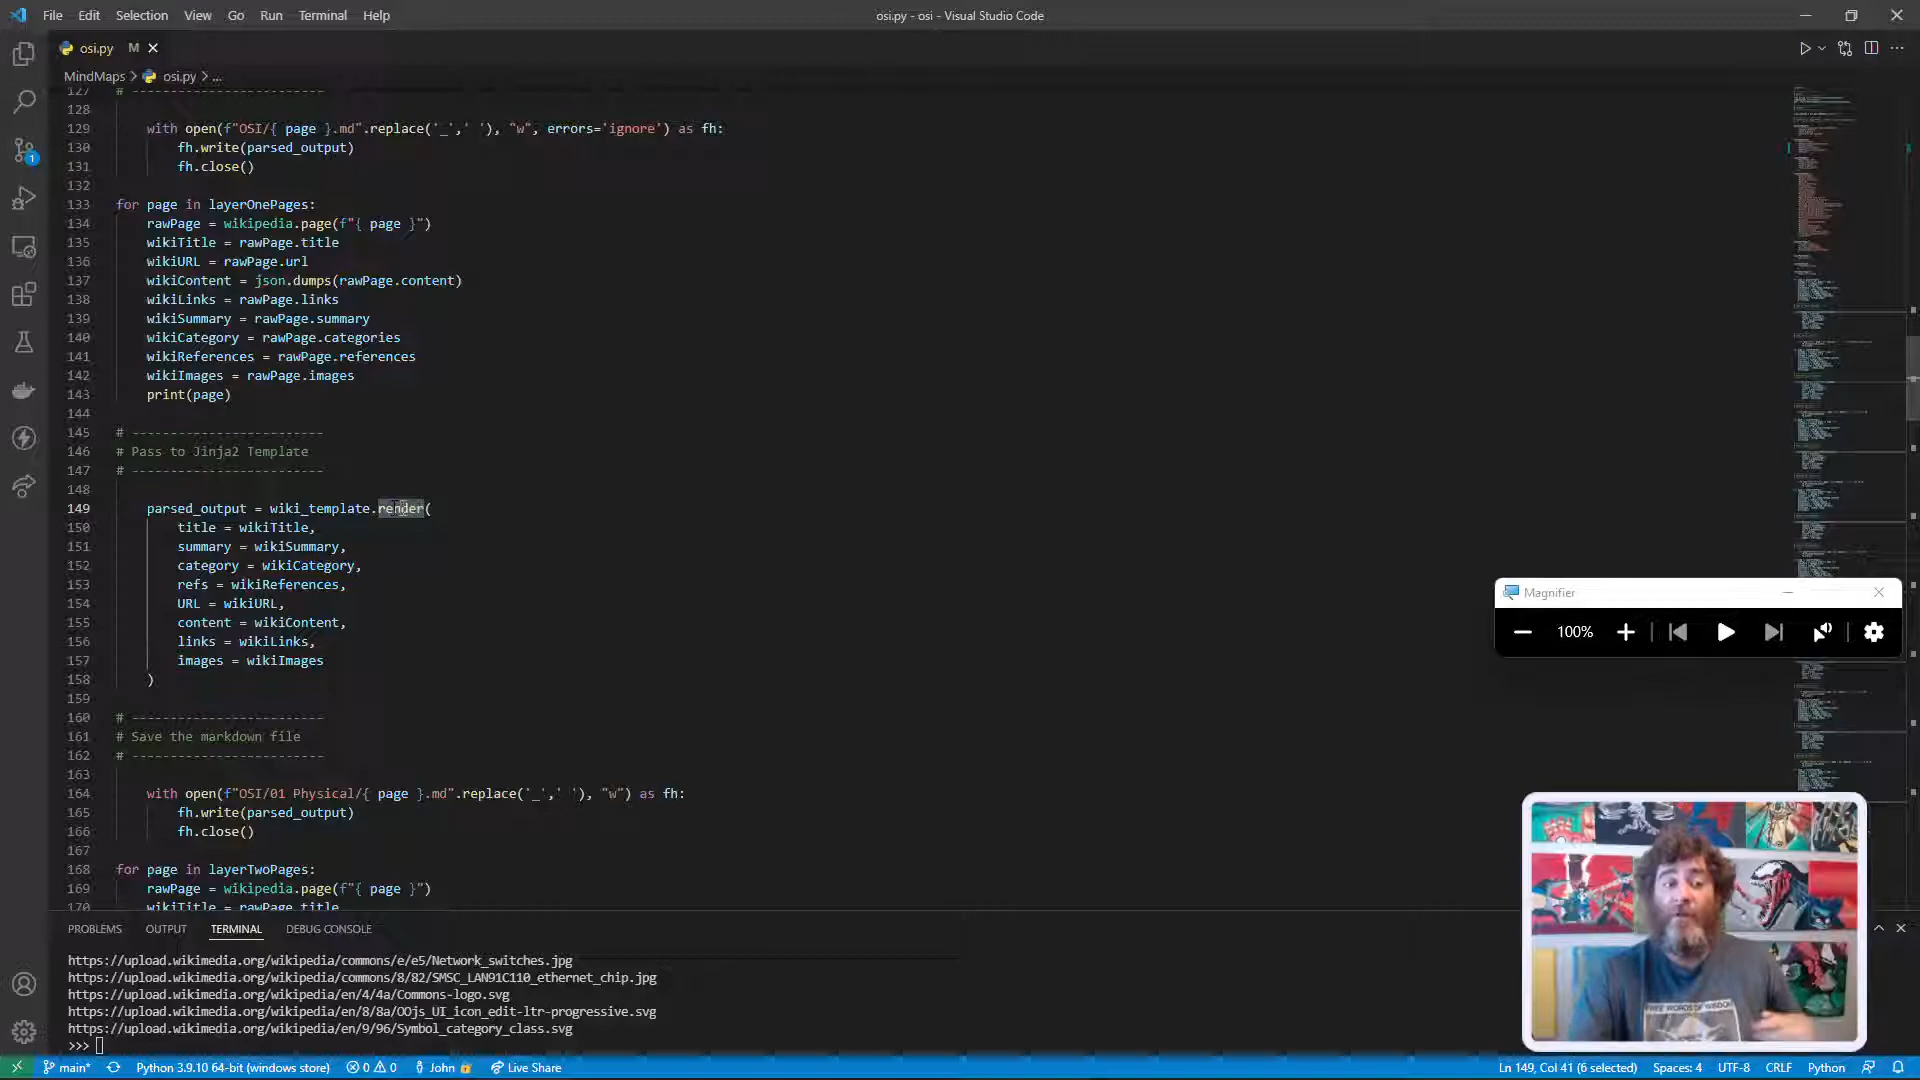 File Edit Selection View Go Run Terminal Help
osi.py - osi - Visual Studio Code
osi.py M
MindMaps > osi.py > ...
127 # -------------------------
128
129 with open(f"OSI/{ page }.md".replace('_',' '), "w", errors='ignore') as fh:
130 fh.write(parsed_output)
131 fh.close()
132
133 for page in layerOnePages:
134 rawPage = wikipedia.page(f"{ page }")
135 wikiTitle = rawPage.title
136 wikiURL = rawPage.url
137 wikiContent = json.dumps(rawPage.content)
138 wikiLinks = rawPage.links
139 wikiSummary = rawPage.summary
140 wikiCategory = rawPage.categories
141 wikiReferences = rawPage.references
142 wikiImages = rawPage.images
143 print(page)
144
145 # -------------------------
146 # Pass to Jinja2 Template
147 # -------------------------
148
149 parsed_output = wiki_template.render(
150 title = wikiTitle,
151 summary = wikiSummary,
152 category = wikiCategory,
153 refs = wikiReferences,
154 URL = wikiURL,
155 content = wikiContent,
156 links = wikiLinks,
157 images = wikiImages
158 )
159
160 # -------------------------
161 # Save the markdown file
162 # -------------------------
163
164 with open(f"OSI/01 Physical/{ page }.md".replace('_',' '), "w") as fh:
165 fh.write(parsed_output)
166 fh.close()
167
168 for page in layerTwoPages:
169 rawPage = wikipedia.page(f"{ page }")
170 wikiTitle = rawPage.title
Magnifier
100%
PROBLEMS OUTPUT TERMINAL DEBUG CONSOLE
https://upload.wikimedia.org/wikipedia/commons/e/e5/Network_switches.jpg
https://upload.wikimedia.org/wikipedia/commons/8/82/SMSC_LAN91C110_ethernet_chip.jpg
https://upload.wikimedia.org/wikipedia/en/4/4a/Commons-logo.svg
https://upload.wikimedia.org/wikipedia/en/8/8a/OOjs_UI_icon_edit-ltr-progressive.svg
https://upload.wikimedia.org/wikipedia/en/9/96/Symbol_category_class.svg
>>>
main* Python 3.9.10 64-bit (windows store) 0 0 John Live Share
Ln 149, Col 41 (6 selected) Spaces: 4 UTF-8 CRLF Python